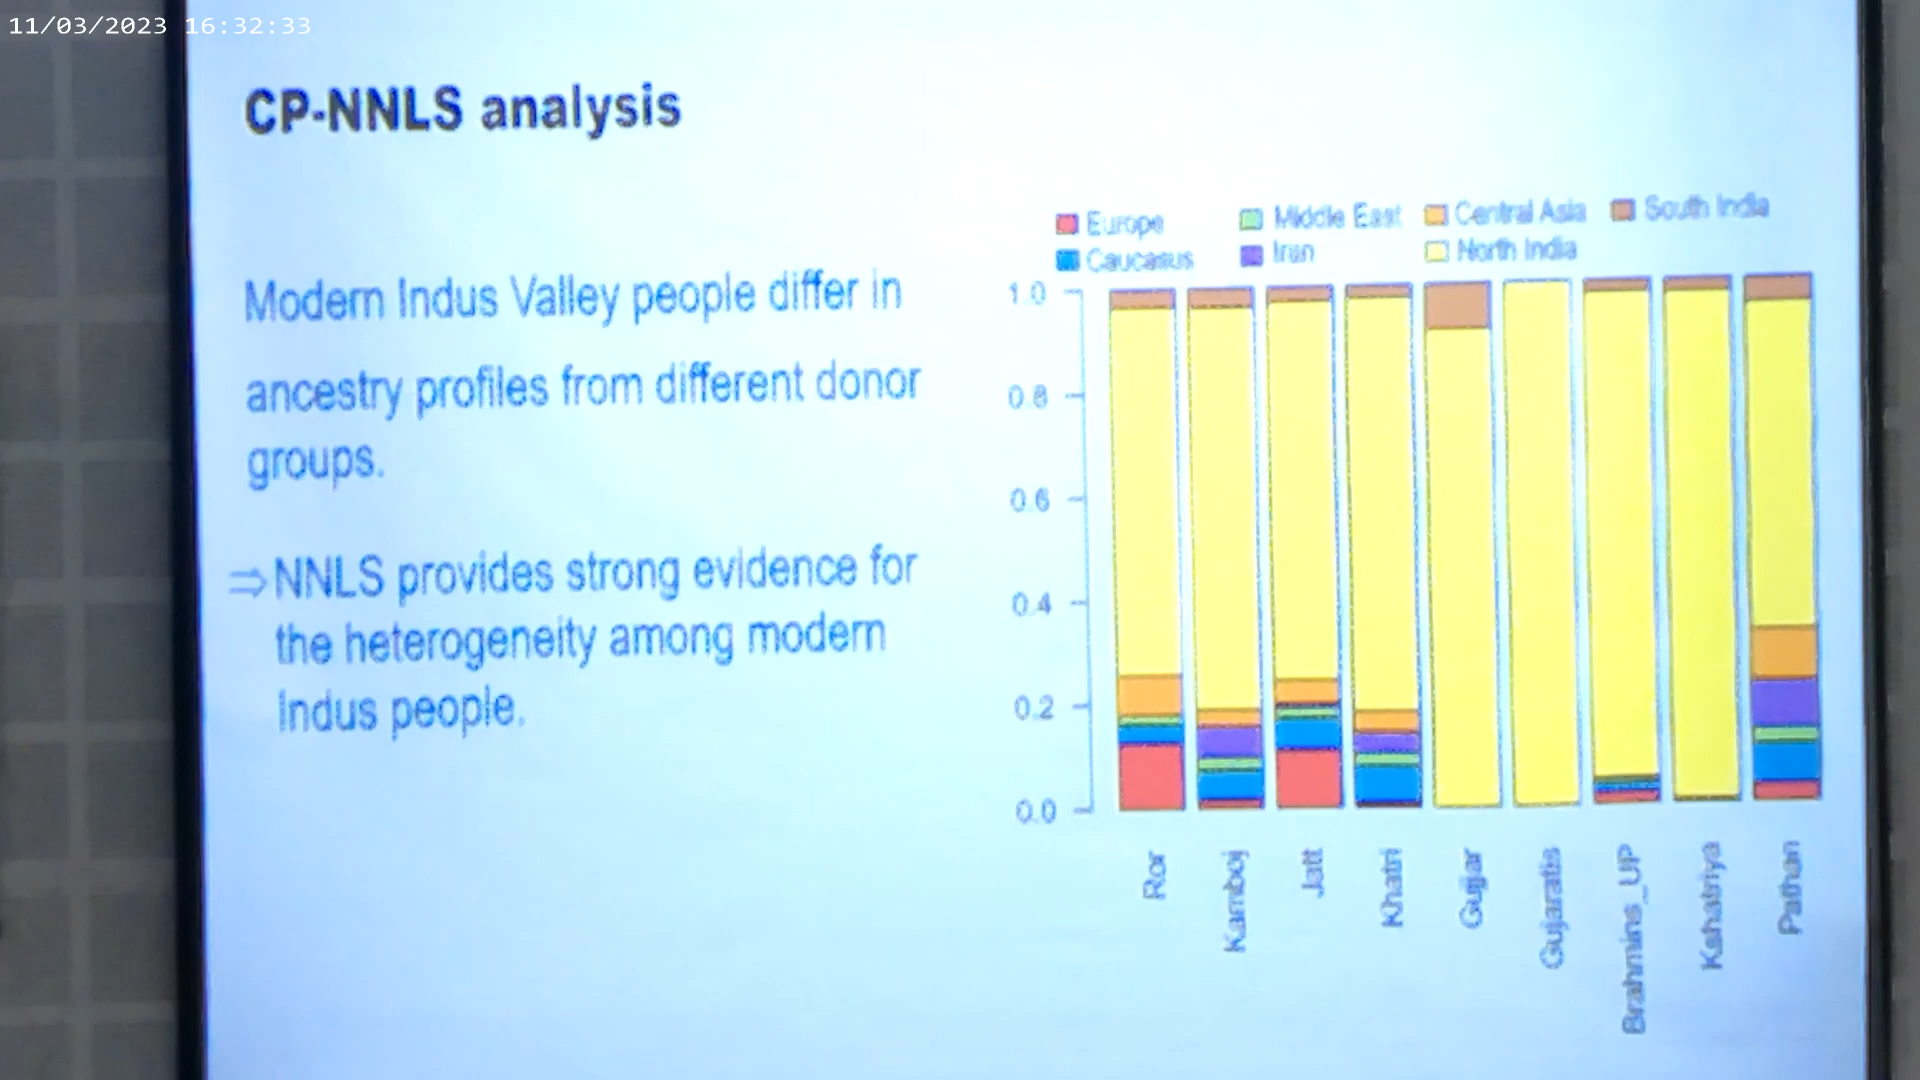 11/03/2023 16:32:33
CP-NNLS analysis
Europe
Middle East
Central Asia
South India
Caucasus
Iran
North India
Modern Indus Valley people differ in
ancestry profiles from different donor
groups.
⇒NNLS provides strong evidence for
the heterogeneity among modern
Indus people.
1.0
0.8
0.6
0.4
0.2
0.0
Ror
Kamboj
Jatt
Khatri
Gujjar
Gujaratis
Brahmins_UP
Kshatriya
Pathan